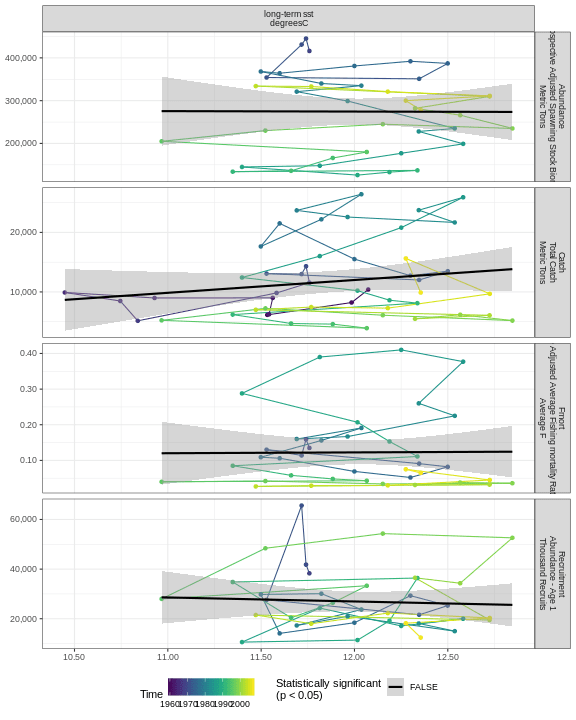 long-term sst
degreesC
400,000
300,000
200,000
Abundance
Adjusted Spawning Stock
Metric Tons
20,000
10,000
Catch
Total Catch
Metric Tons
0.40
0.30
0.20
0.10
Fmort
Adjusted Average Fishing mortality Rat
Average F
60,000
40,000
20,000
Recruitment
Abundance - Age 1
Thousand Recruits
10.50 11.00 11.50 12.00 12.50
Time
1960 1970 1980 1990 2000
Statistically significant
(p < 0.05)
FALSE